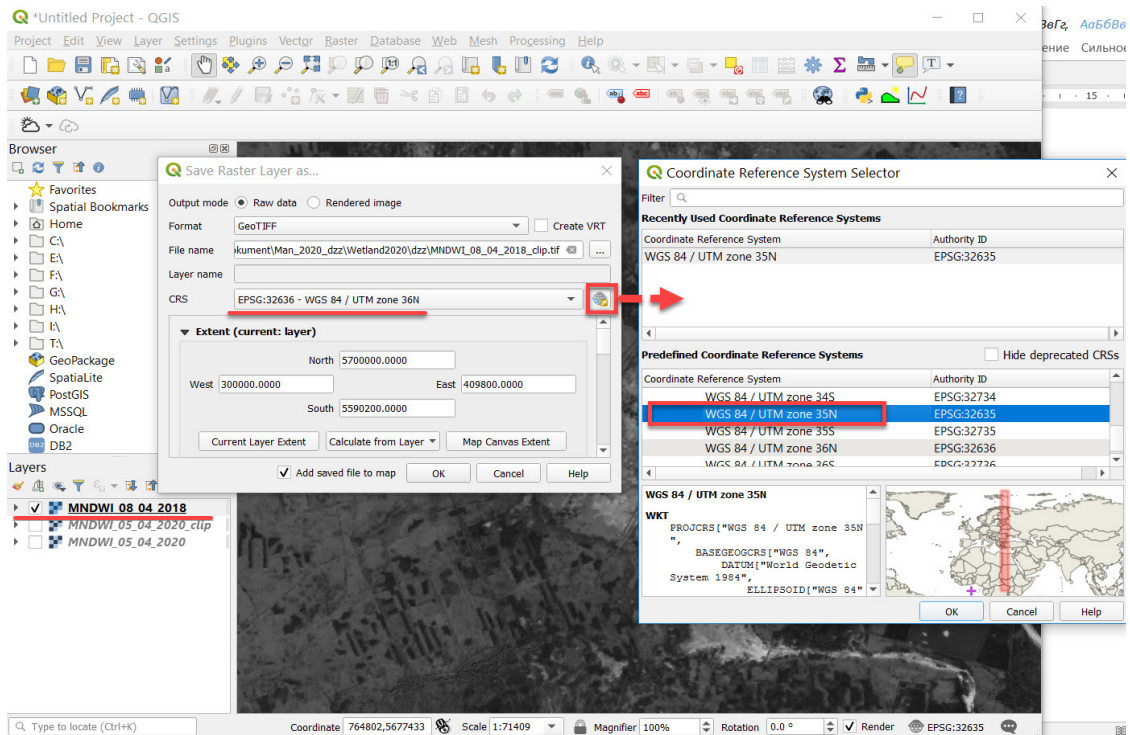 *Untitled Project - QGIS
Project Edit View Layer Settings Plugins Vector Raster Database Web Mesh Processing Help
ВвГг, АаБбВв
ение Сильное
15
Browser
Favorites
Spatial Bookmarks
Home
C:\
E:\
F:\
G:\
H:\
I:\
T:\
GeoPackage
SpatiaLite
PostGIS
MSSQL
Oracle
DB2
Layers
MNDWI_08_04_2018
MNDWI_05_04_2020_clip
MNDWI_05_04_2020
Save Raster Layer as...
Output mode Raw data Rendered image
Format GeoTIFF Create VRT
File name okument\Man_2020_dzz\Wetland2020\dzz\MNDWI_08_04_2018_clip.tif ...
Layer name
CRS EPSG:32636 - WGS 84 / UTM zone 36N
Extent (current: layer)
North 5700000.0000
West 300000.0000 East 409800.0000
South 5590200.0000
Current Layer Extent Calculate from Layer Map Canvas Extent
Add saved file to map OK Cancel Help
Coordinate Reference System Selector
Filter
Recently Used Coordinate Reference Systems
Coordinate Reference System Authority ID
WGS 84 / UTM zone 35N EPSG:32635
Predefined Coordinate Reference Systems Hide deprecated CRSs
Coordinate Reference System Authority ID
WGS 84 / UTM zone 34S EPSG:32734
WGS 84 / UTM zone 35N EPSG:32635
WGS 84 / UTM zone 35S EPSG:32735
WGS 84 / UTM zone 36N EPSG:32636
WGS 84 / UTM zone 36S EPSG:32736
WGS 84 / UTM zone 35N
WKT
PROJCRS["WGS 84 / UTM zone 35N
",
BASEGEOGCRS["WGS 84",
DATUM["World Geodetic
System 1984",
ELLIPSOID["WGS 84"
OK Cancel Help
Type to locate (Ctrl+K) Coordinate 764802,5677433 Scale 1:71409 Magnifier 100% Rotation 0.0 ° Render EPSG:32635